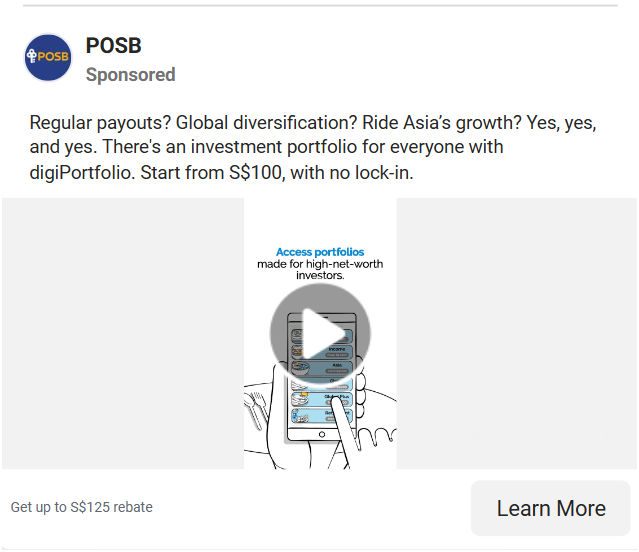 POSB
POSB
Sponsored
Regular payouts? Global diversification? Ride Asia’s growth? Yes, yes,
and yes. There's an investment portfolio for everyone with
digiPortfolio. Start from S$100, with no lock-in.
Access portfolios
made for high-net-worth
investors.
Income
Asia
Plus
Get up to S$125 rebate
Learn More